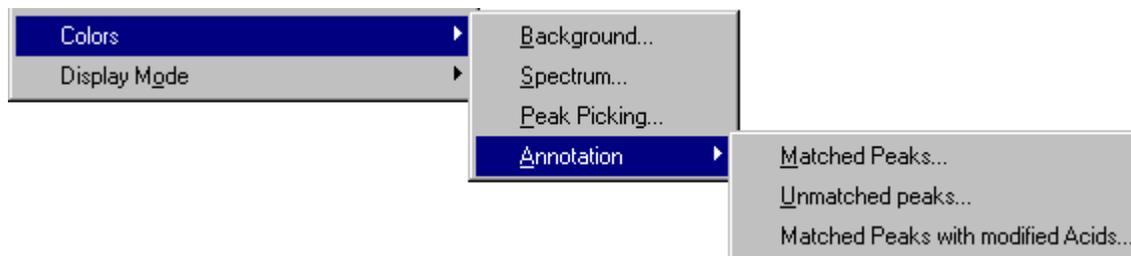 Colors
Display Mode
Background...
Spectrum...
Peak Picking...
Annotation
Matched Peaks...
Unmatched peaks...
Matched Peaks with modified Acids...